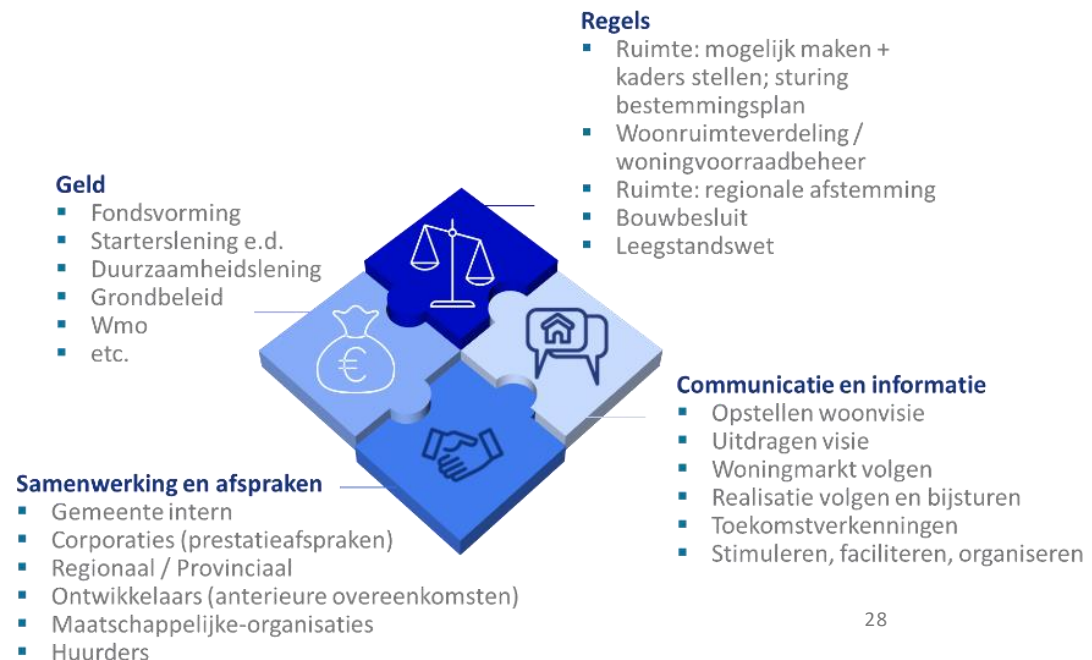 Regels
▪ Ruimte: mogelijk maken +
kaders stellen; sturing
bestemmingsplan
▪ Woonruimteverdeling /
woningvoorraadbeheer
▪ Ruimte: regionale afstemming
▪ Bouwbesluit
▪ Leegstandswet
Geld
▪ Fondsvorming
▪ Starterslening e.d.
▪ Duurzaamheidslening
▪ Grondbeleid
▪ Wmo
▪ etc.
€
Communicatie en informatie
▪ Opstellen woonvisie
▪ Uitdragen visie
▪ Woningmarkt volgen
▪ Realisatie volgen en bijsturen
▪ Toekomstverkenningen
▪ Stimuleren, faciliteren, organiseren
Samenwerking en afspraken
▪ Gemeente intern
▪ Corporaties (prestatieafspraken)
▪ Regionaal / Provinciaal
▪ Ontwikkelaars (anterieure overeenkomsten)
▪ Maatschappelijke-organisaties
▪ Huurders
28